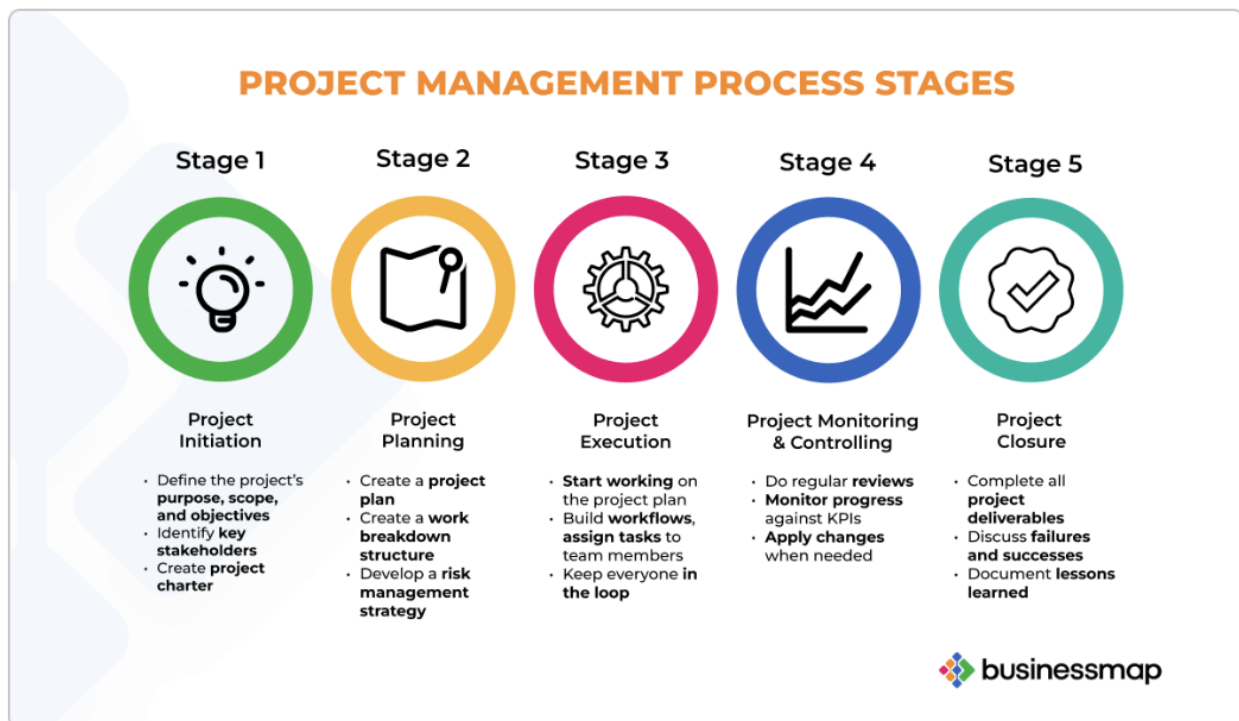 PROJECT MANAGEMENT PROCESS STAGES
Stage 1
Project
Initiation
• Define the project's
purpose, scope,
and objectives
• Identify key
stakeholders
• Create project
charter
Stage 2
Project
Planning
• Create a project
plan
• Create a work
breakdown
structure
• Develop a risk
management
strategy
Stage 3
Project
Execution
• Start working on
the project plan
• Build workflows,
assign tasks to
team members
• Keep everyone in
the loop
Stage 4
Project Monitoring
& Controlling
• Do regular reviews
• Monitor progress
against KPIs
• Apply changes
when needed
Stage 5
Project
Closure
• Complete all
project
deliverables
• Discuss failures
and successes
• Document lessons
learned
businessmap